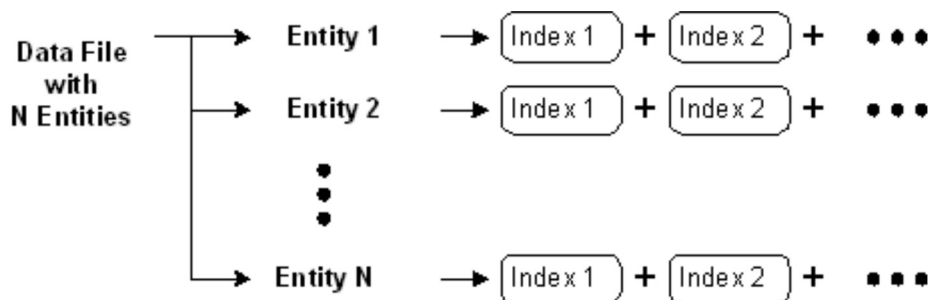 Data File
with
N Entities
Entity 1 Index 1 + Index 2 + •••
Entity 2 Index 1 + Index 2 + •••
Entity N Index 1 + Index 2 + •••